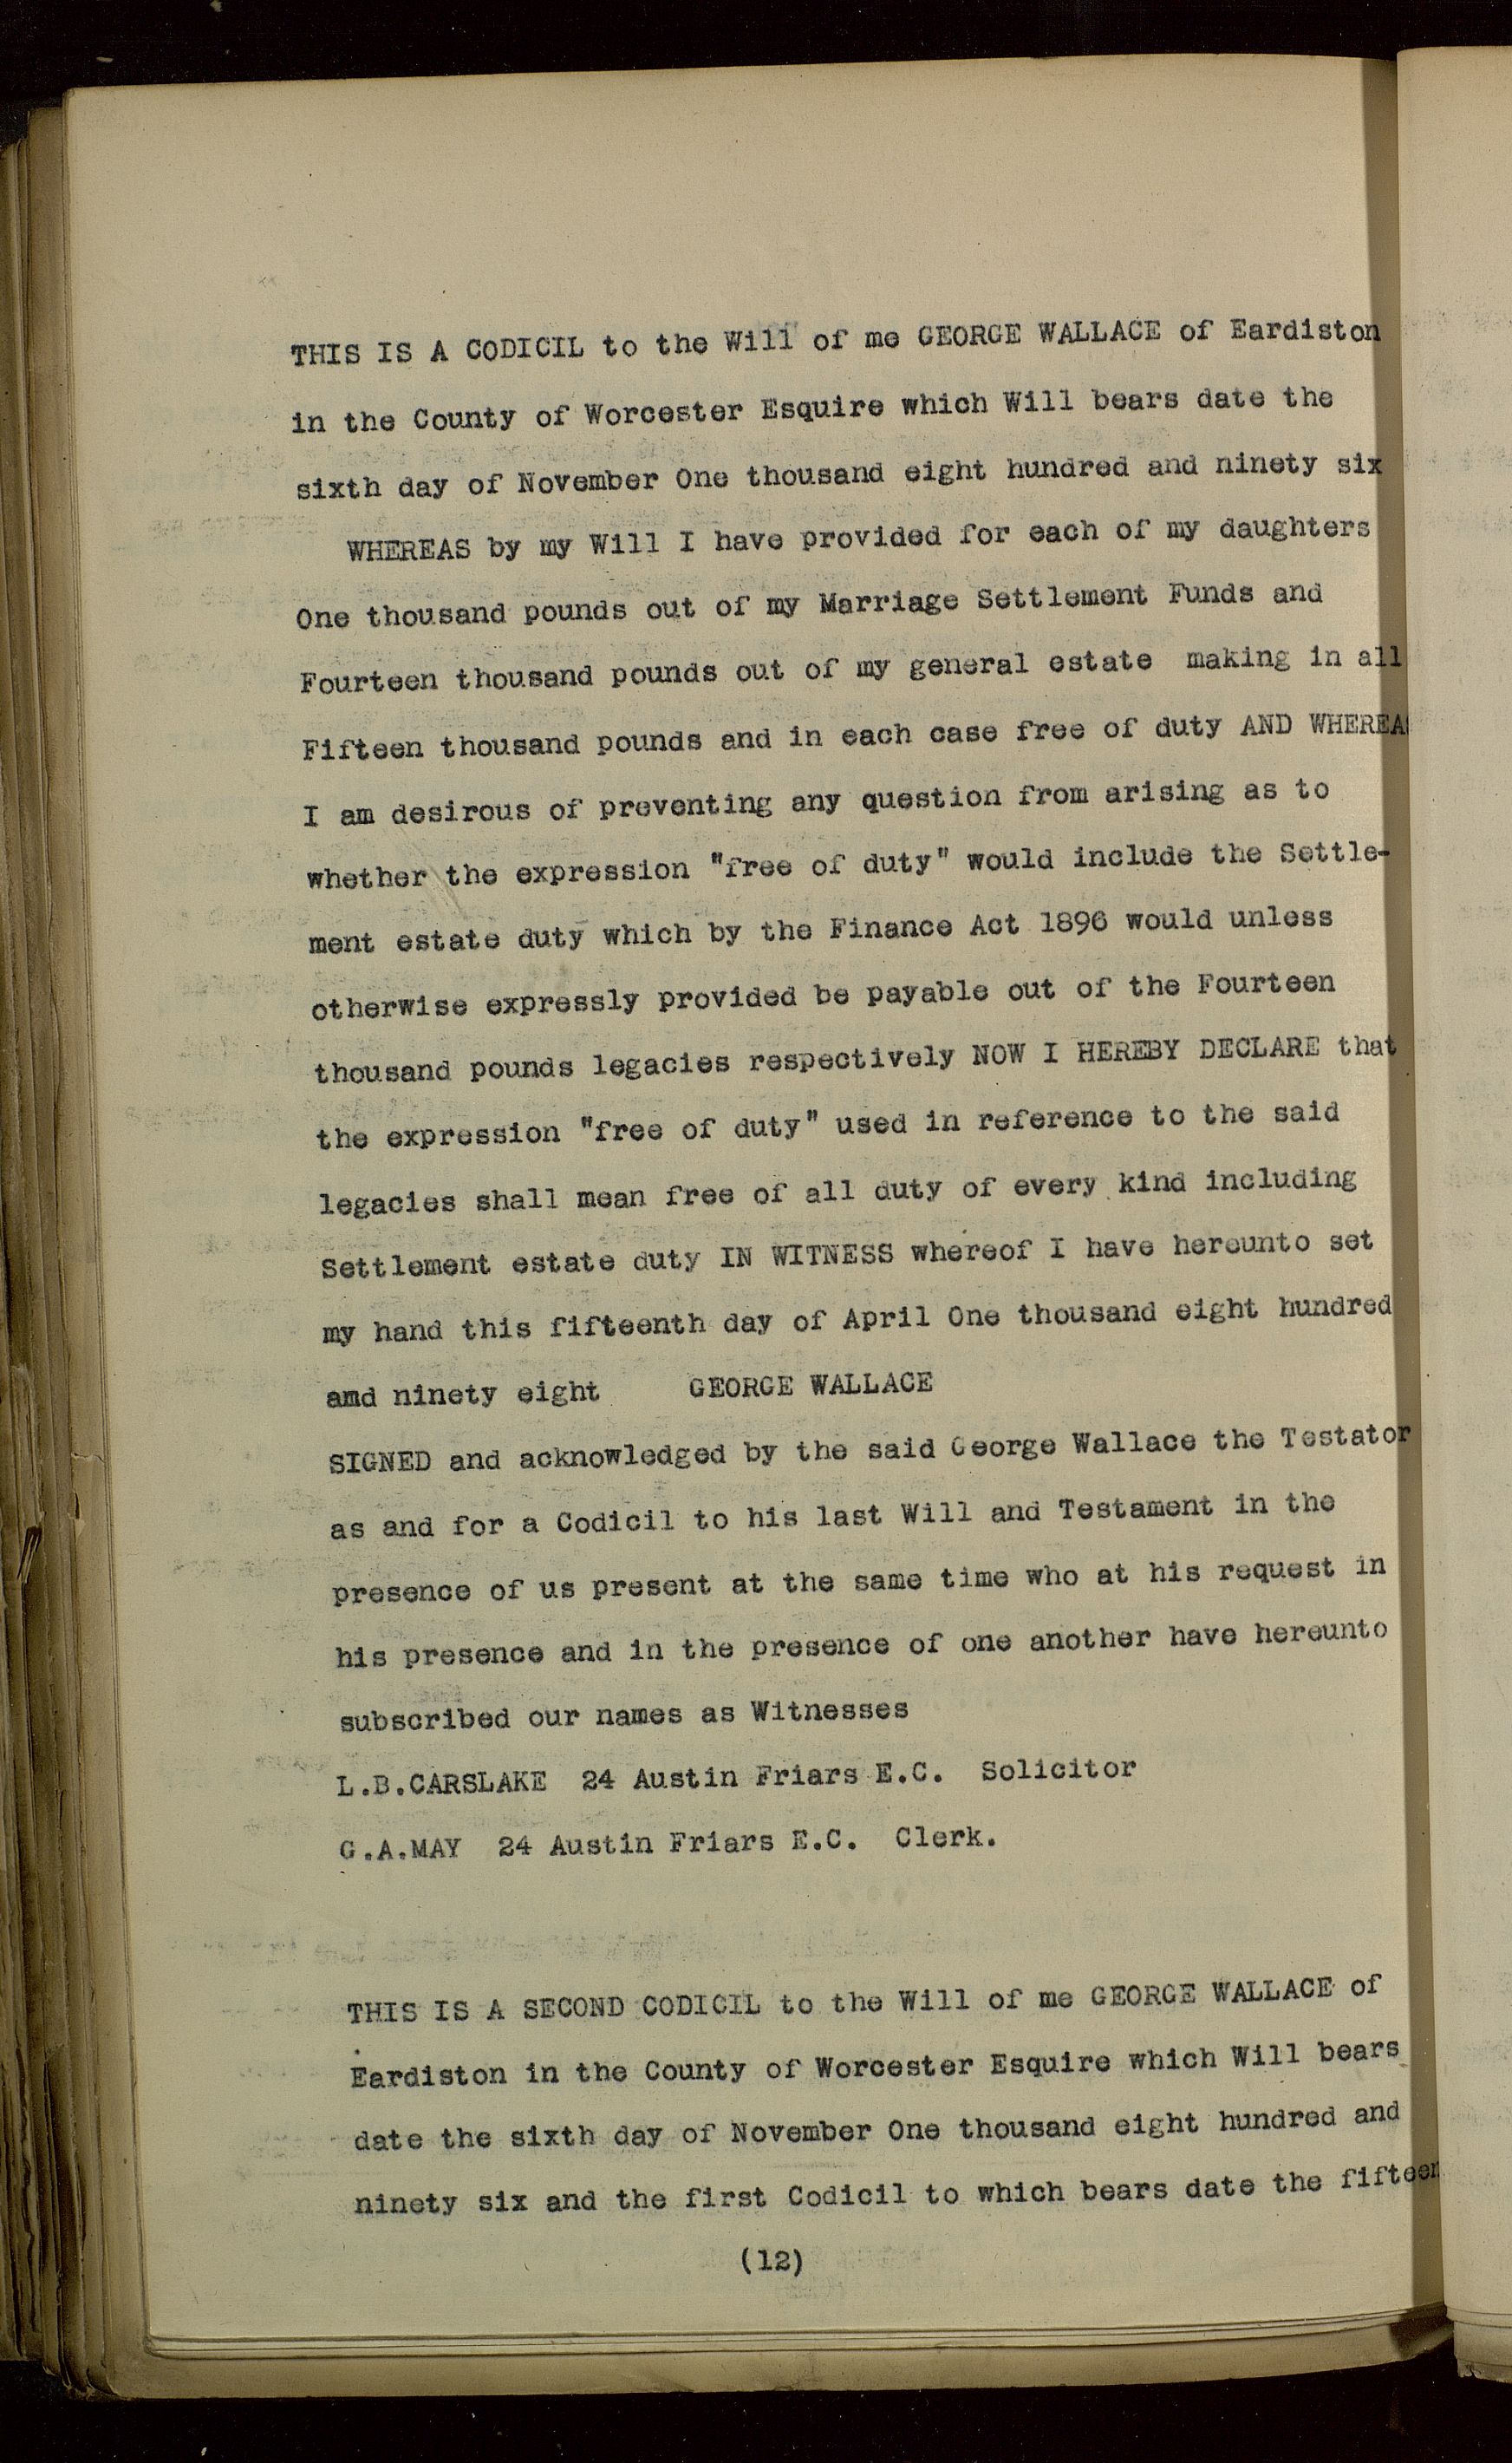 THIS IS A CODICIL to the Will of me GEORGE WALLACE of Eardiston
in the County of Worcester Esquire which Will bears date the
sixth day of November One thousand eight hundred and ninety six
WHEREAS by my Will I have provided for each of my daughters
One thousand pounds out of my Marriage Settlement Funds and
Fourteen thousand pounds out of my general estate making in all
Fifteen thousand pounds and in each case free of duty AND WHEREA
I am desirous of preventing any question from arising as to
whether the expression "free of duty" would include the Settle-
ment estate duty which by the Finance Act 1896 would unless
otherwise expressly provided be payable out of the Fourteen
thousand pounds legacies respectively NOW I HEREBY DECLARE that
the expression "free of duty" used in reference to the said
legacies shall mean free of all duty of every kind including
Settlement estate duty IN WITNESS whereof I have hereunto set
my hand this fifteenth day of April One thousand eight hundred
amd ninety eight GEORGE WALLACE
SIGNED and acknowledged by the said George Wallace the Testator
as and for a Codicil to his last Will and Testament in the
presence of us present at the same time who at his request in
his presence and in the presence of one another have hereunto
subscribed our names as Witnesses
L.B.CARSLAKE 24 Austin Friars E.C. Solicitor
G.A.MAY 24 Austin Friars E.C. Clerk.
THIS IS A SECOND CODICIL to the Will of me GEORGE WALLACE of
Eardiston in the County of Worcester Esquire which Will bears
date the sixth day of November One thousand eight hundred and
ninety six and the first Codicil to which bears date the fifteen
(12)